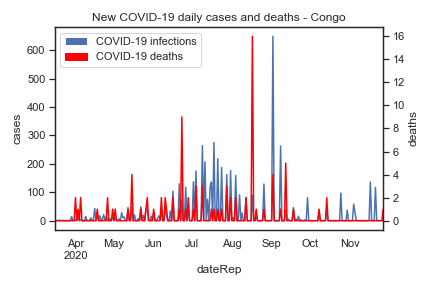 New COVID-19 daily cases and deaths - Congo
COVID-19 infections
COVID-19 deaths
cases
600
500
400
300
200
100
0
deaths
16
14
12
10
8
6
4
2
0
Apr May Jun Jul Aug Sep Oct Nov
2020
dateRep